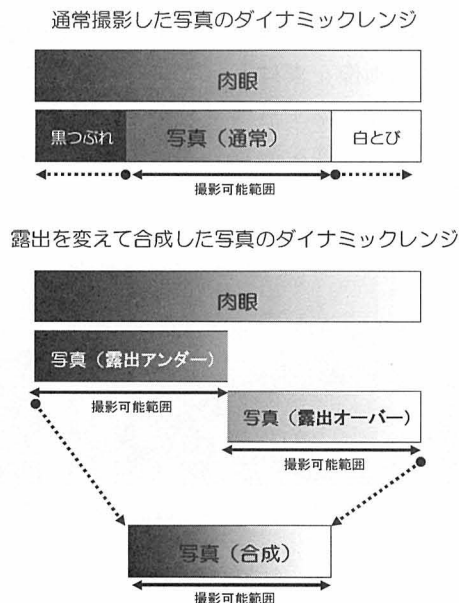 通常撮影した写真のダイナミックレンジ
肉眼
黒つぶれ 写真（通常） 白とび
撮影可能範囲
露出を変えて合成した写真のダイナミックレンジ
肉眼
写真（露出アンダー）
撮影可能範囲
写真（露出オーバー）
撮影可能範囲
写真（合成）
撮影可能範囲